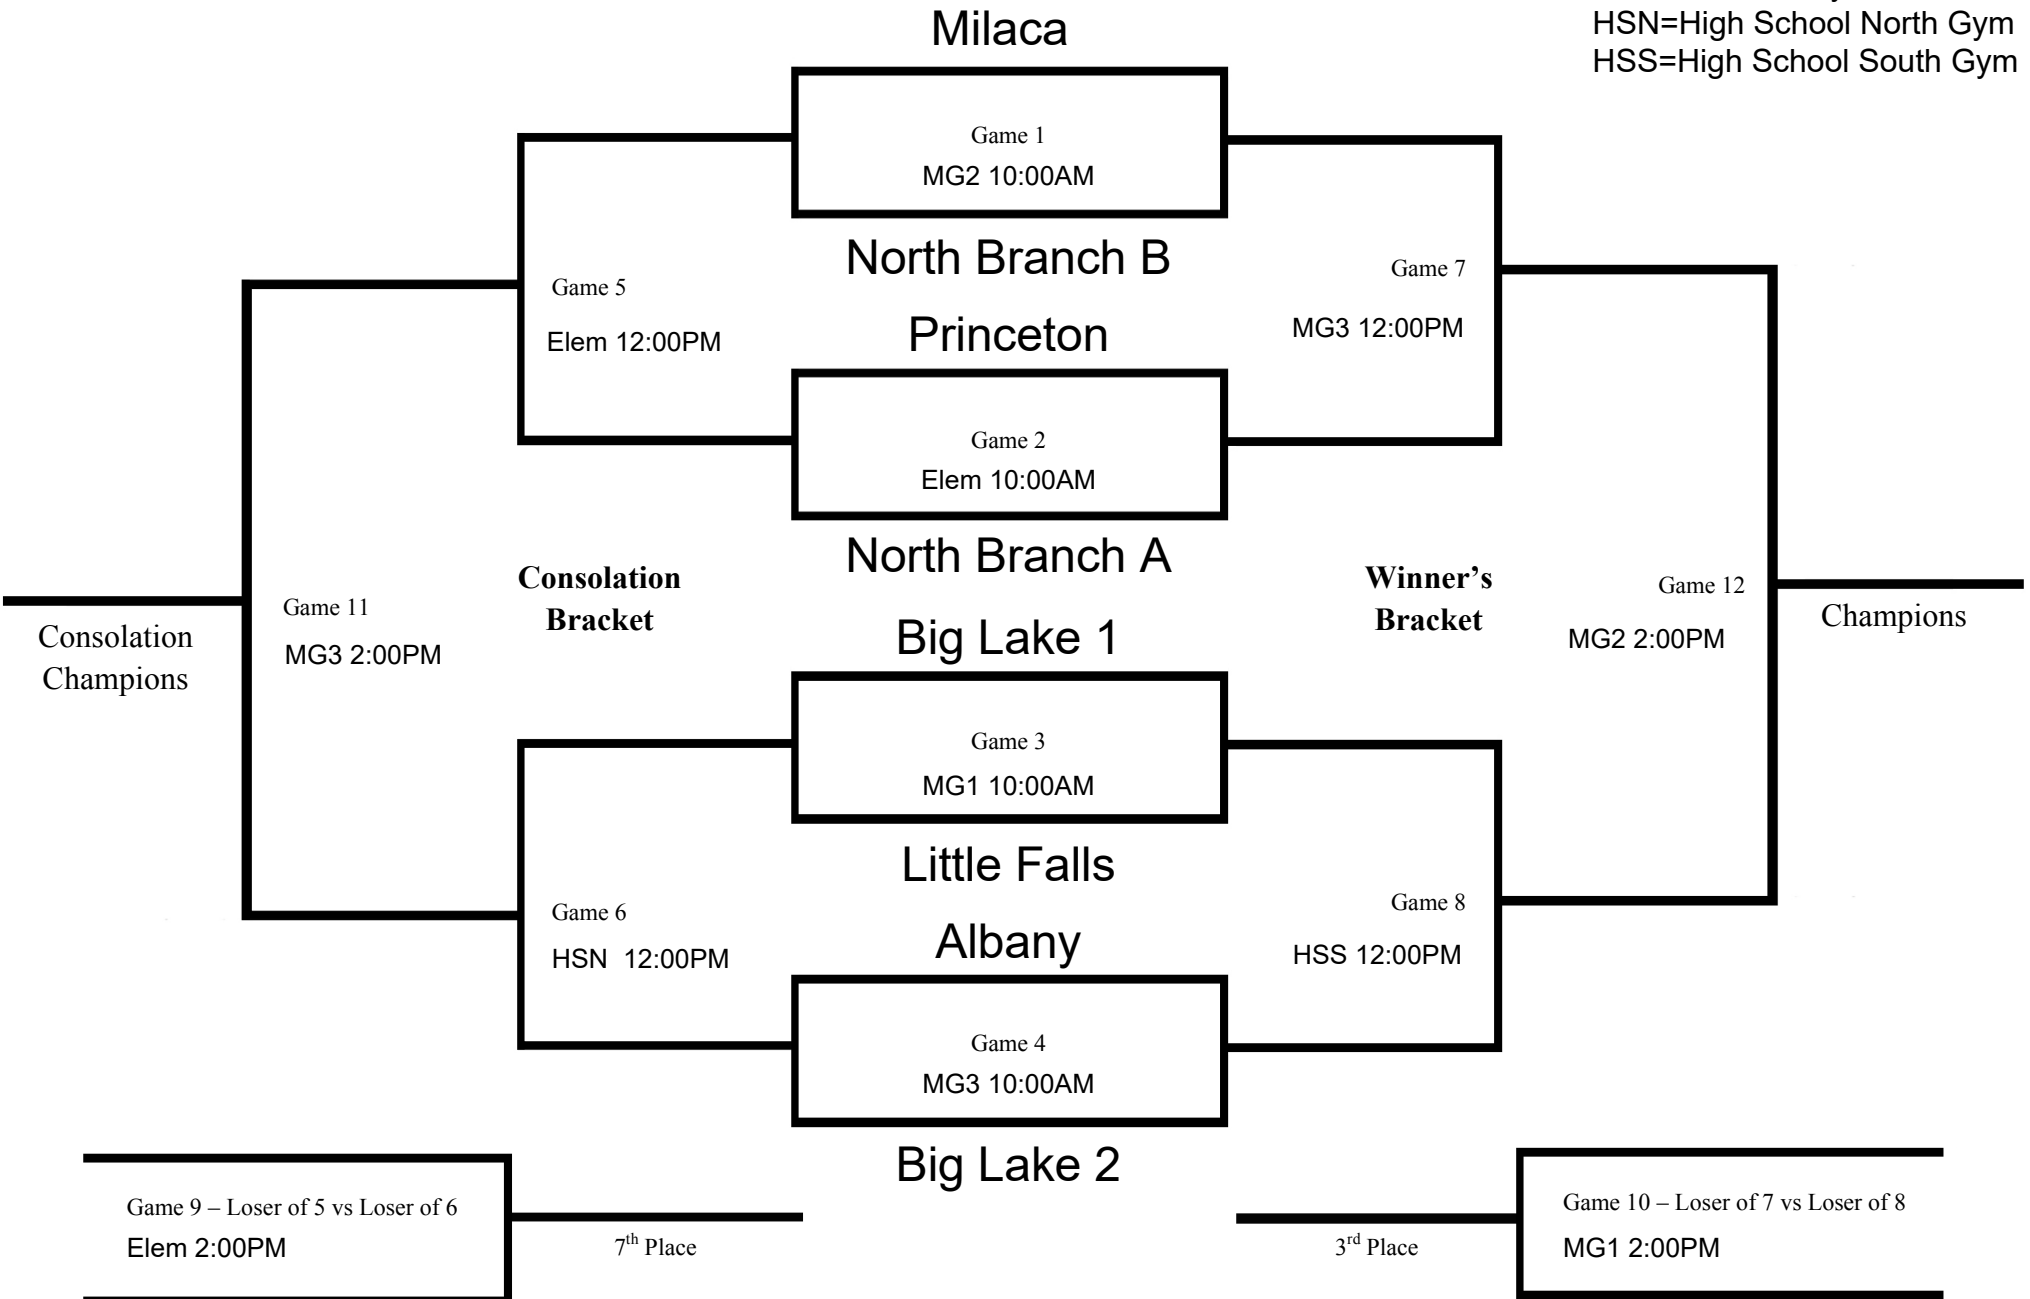 HSN=High School North Gym
HSS=High School South Gym
Milaca
Game 1
MG2 10:00AM
North Branch B
Game 5
Elem 12:00PM
Game 7
MG3 12:00PM
Princeton
Game 2
Elem 10:00AM
North Branch A
Consolation
Bracket
Winner’s
Bracket
Game 11
MG3 2:00PM
Consolation
Champions
Game 12
MG2 2:00PM
Champions
Big Lake 1
Game 3
MG1 10:00AM
Little Falls
Game 6
HSN 12:00PM
Game 8
HSS 12:00PM
Albany
Game 4
MG3 10:00AM
Big Lake 2
Game 9 – Loser of 5 vs Loser of 6
Elem 2:00PM
7th Place
3rd Place
Game 10 – Loser of 7 vs Loser of 8
MG1 2:00PM